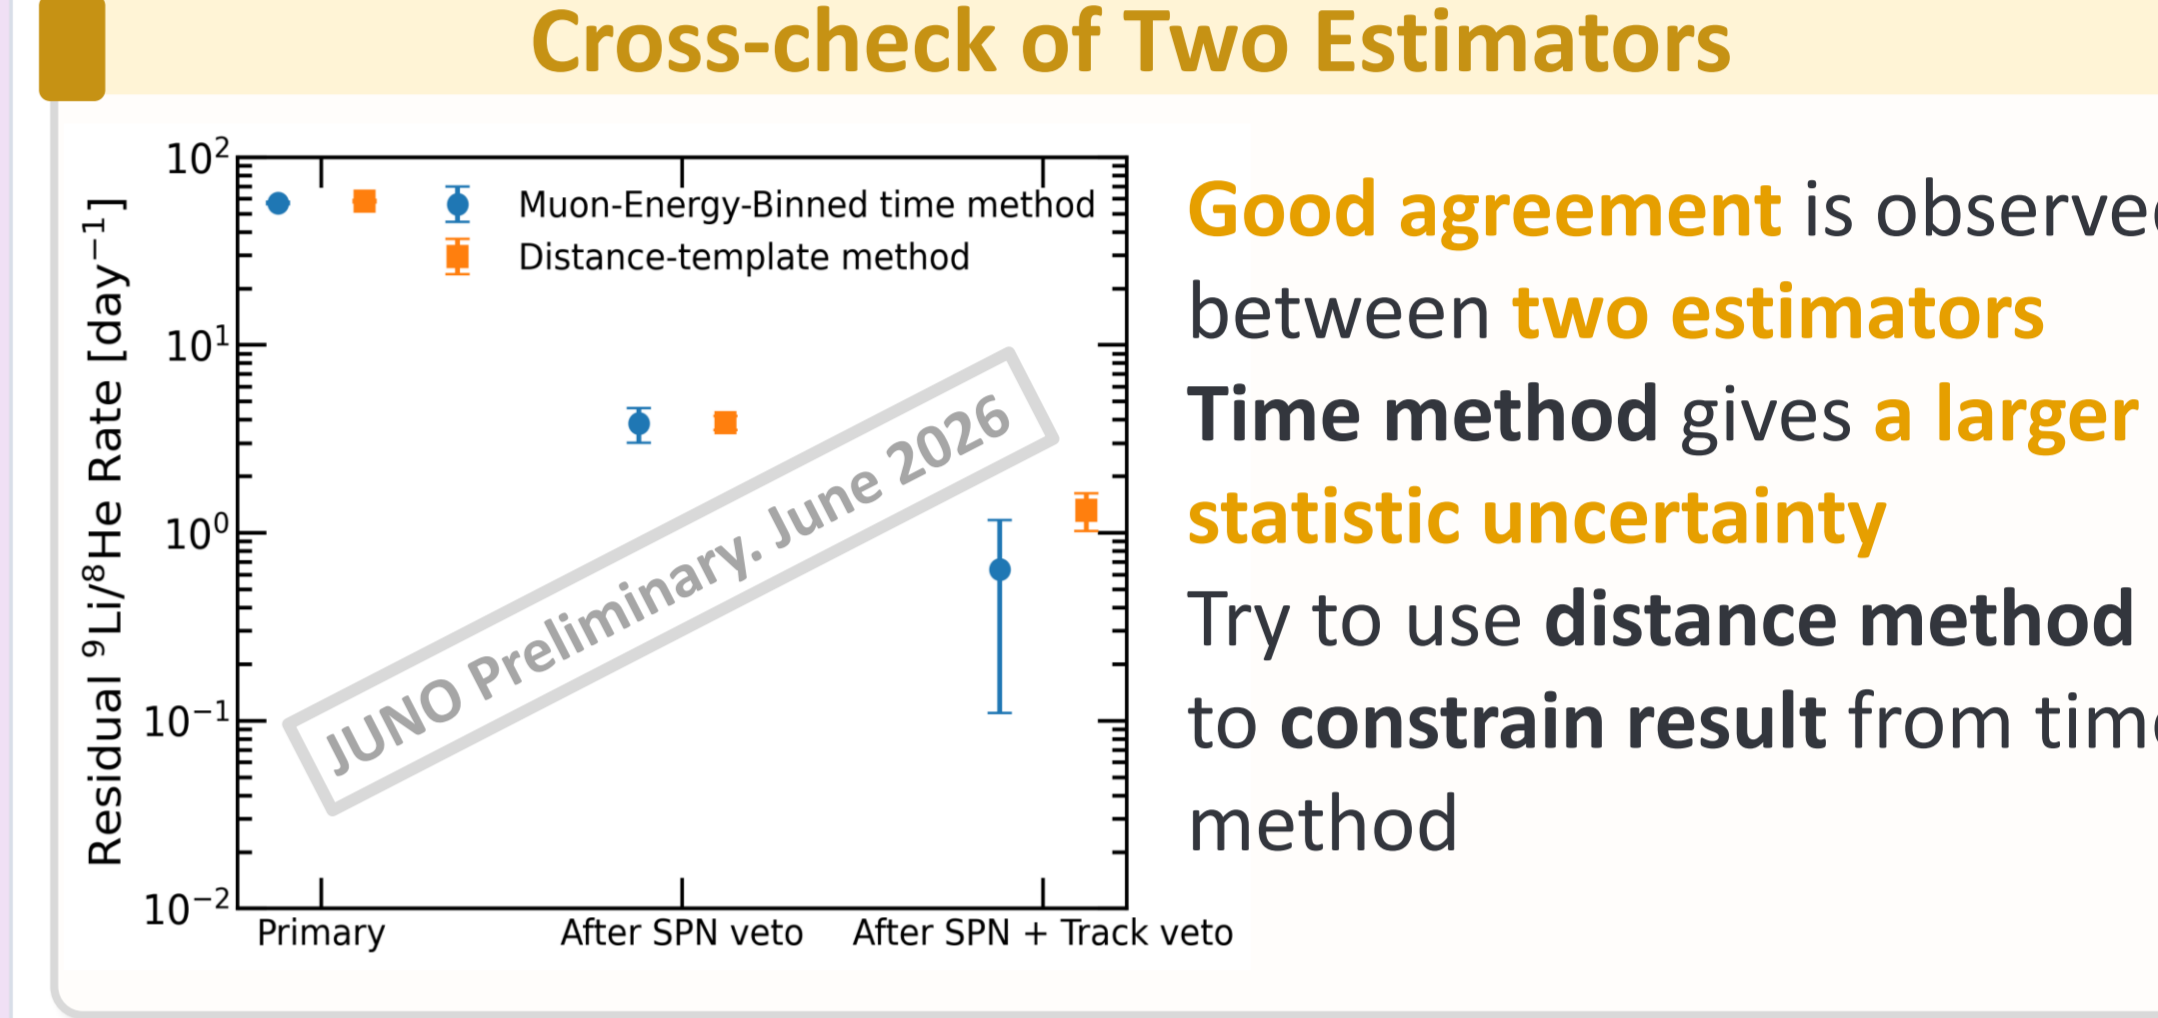 Cross-check of Two Estimators
10²
10¹
10⁰
10⁻¹
10⁻²
Residual ⁹Li/⁸He Rate [day⁻¹]
Muon-Energy-Binned time method
Distance-template method
JUNO Preliminary. June 2026
Primary
After SPN veto
After SPN + Track veto
Good agreement is
between two estimators
Time method gives a larger
statistic uncertainty
Try to use distance method
to constrain result from
method